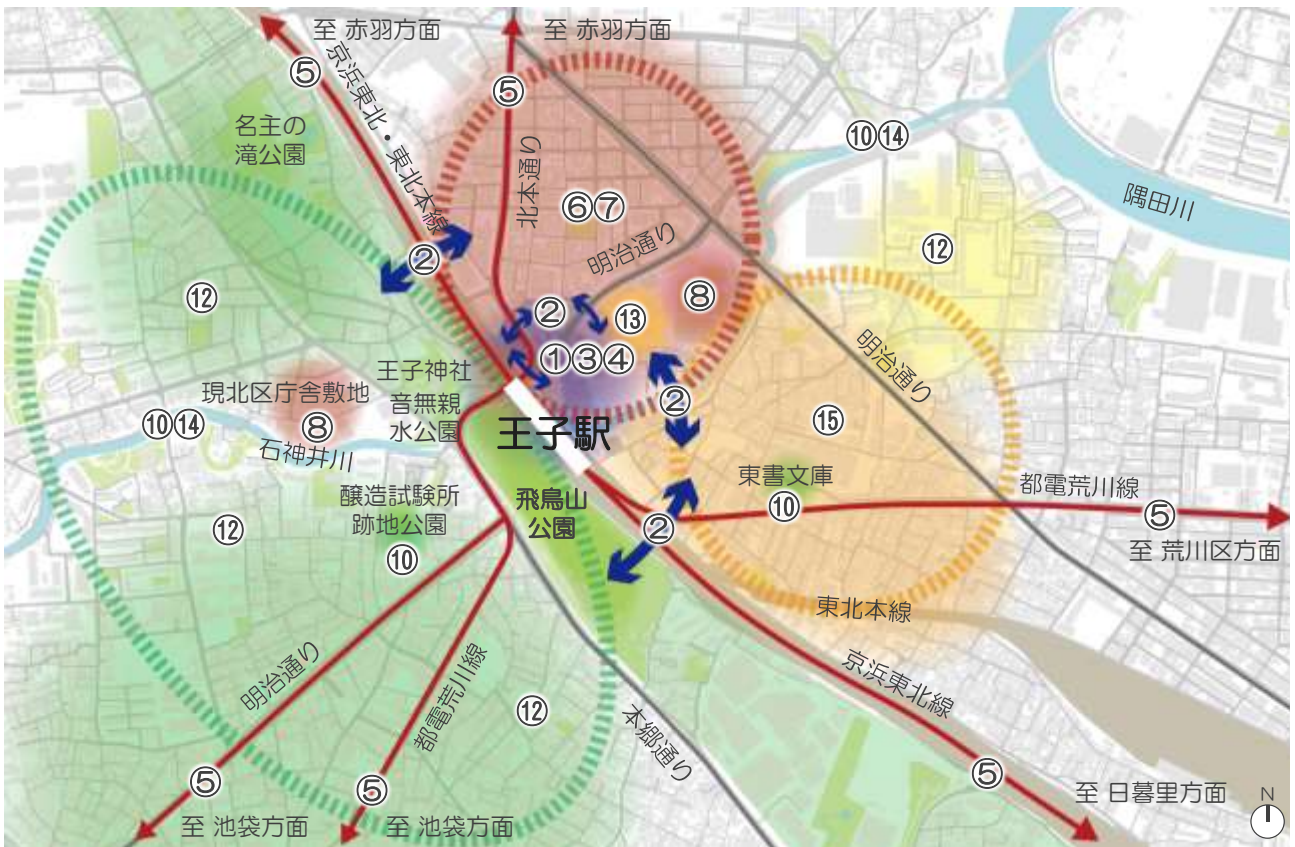 至 赤羽方面
至 赤羽方面
⑤
京浜東北・東北本線
⑤
北本通り
名主の
滝公園
⑩⑭
隅田川
⑥⑦
明治通り
⑫
②
⑫
⑧
②
⑬
①③④
明治通り
王子神社
現北区庁舎敷地
音無親
水公園
②
⑮
⑩⑭
⑧
石神井川
王子駅
東書文庫
⑩
都電荒川線
⑤
至 荒川区方面
醸造試験所
跡地公園
飛鳥山
公園
②
⑫
⑩
東北本線
明治通り
都電荒川線
京浜東北線
⑫
本郷通り
⑤
⑤
⑤
至 日暮里方面
至 池袋方面
至 池袋方面
N